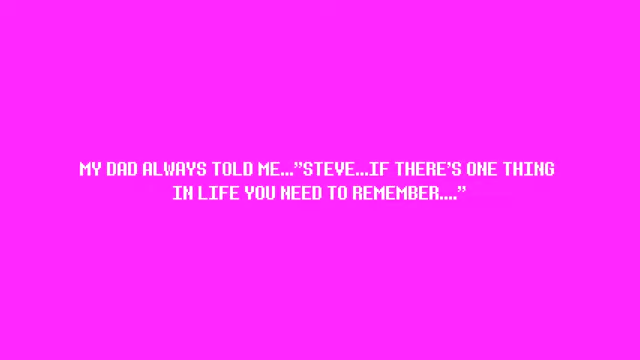 MY DAD ALWAYS TOLD ME...”STEVE...IF THERE’S ONE THING
IN LIFE YOU NEED TO REMEMBER....”